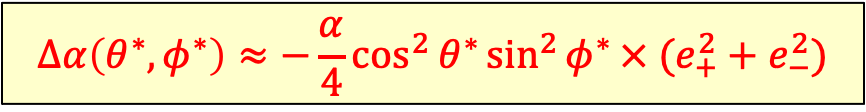 Δα(θ*, ϕ*) ≈ −α/4 cos² θ* sin² ϕ* × (e₊² + e₋²)